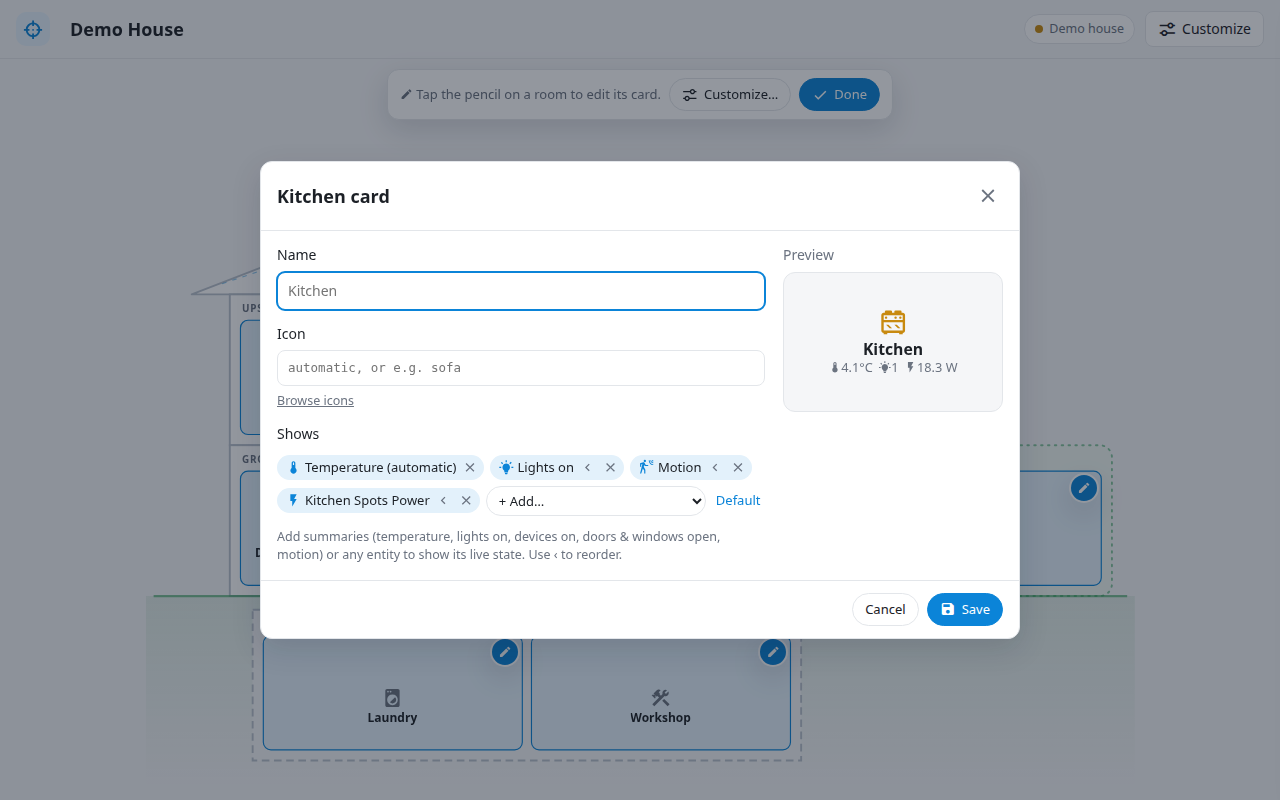 Demo House
Demo house
Customize
Tap the pencil on a room to edit its card.
Customize...
Done
Kitchen card
Name
Preview
Kitchen
Icon
automatic, or e.g. sofa
Browse icons
Kitchen
4.1°C 1 18.3 W
Shows
Temperature (automatic)
Lights on
Motion
Kitchen Spots Power
+ Add...
Default
Add summaries (temperature, lights on, devices on, doors & windows open,
motion) or any entity to show its live state. Use ‹ to reorder.
Cancel
Save
Laundry
Workshop